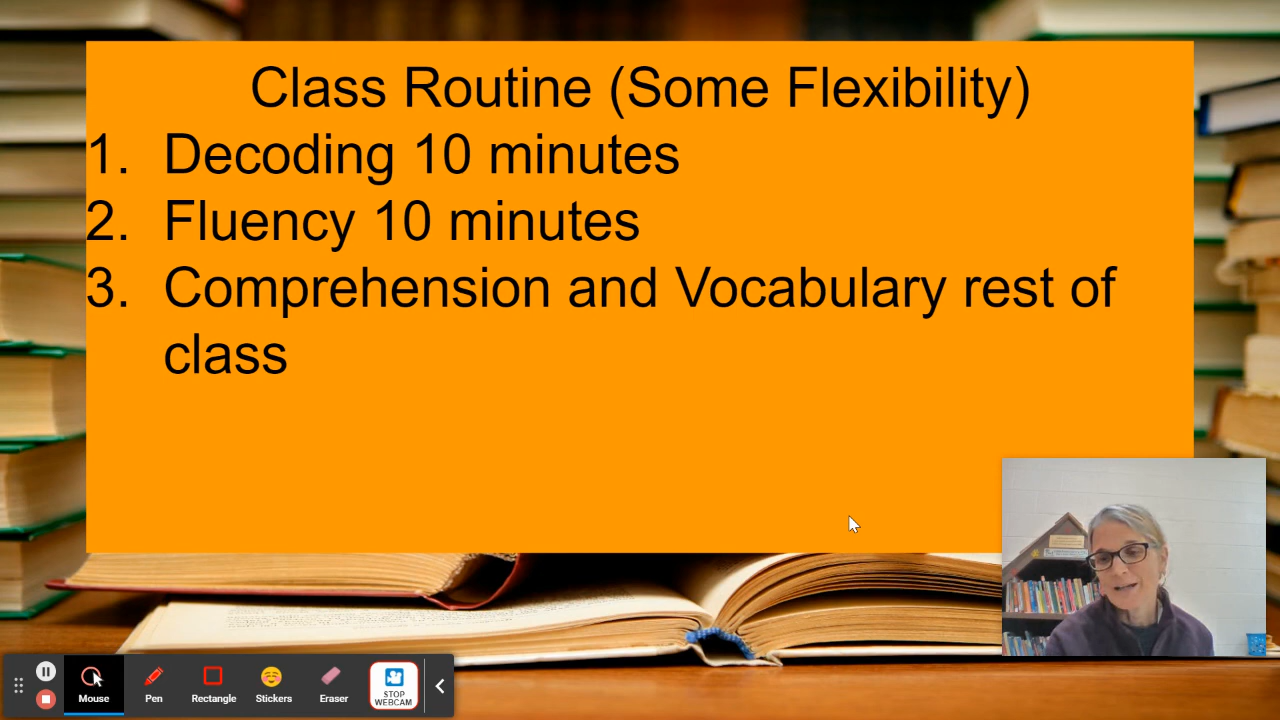 Class Routine (Some Flexibility)
1. Decoding 10 minutes
2. Fluency 10 minutes
3. Comprehension and Vocabulary rest of
class
Mouse
Pen
Rectangle
Stickers
Eraser
STOP
WEBCAM